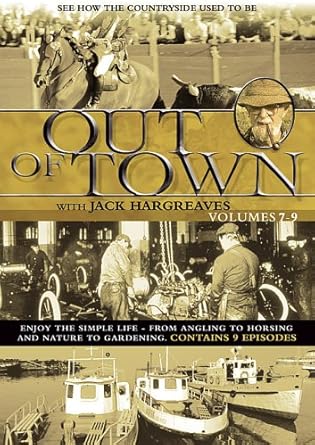 SEE HOW THE COUNTRYSIDE USED TO BE
OUT
OF TOWN
WITH JACK HARGREAVES
VOLUMES 7-9
ENJOY THE SIMPLE LIFE - FROM ANGLING TO HORSING
AND NATURE TO GARDENING. CONTAINS 9 EPISODES